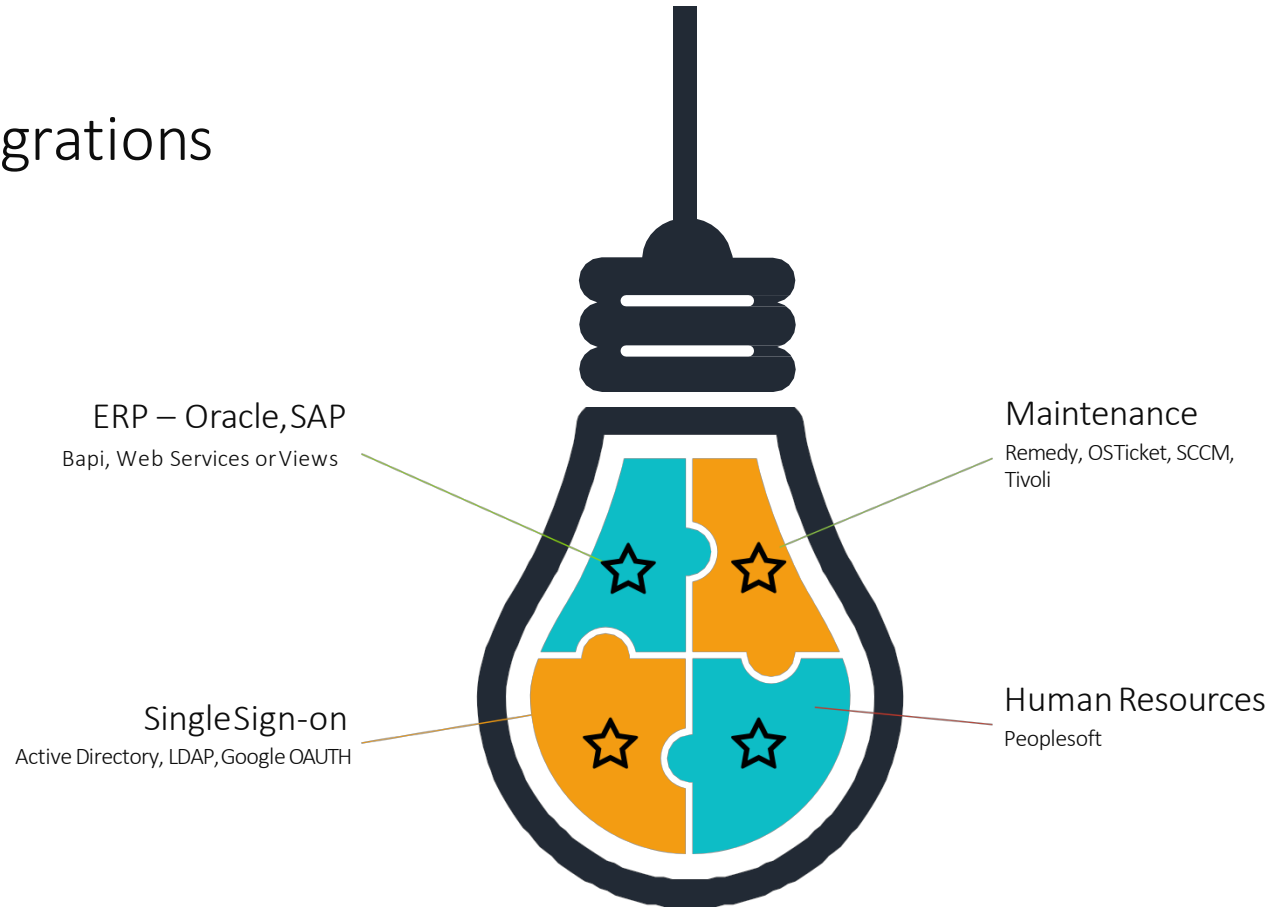 grations
ERP – Oracle, SAP
Bapi, Web Services or Views
Maintenance
Remedy, OSTicket, SCCM,
Tivoli
Single Sign-on
Active Directory, LDAP, Google OAUTH
Human Resources
Peoplesoft